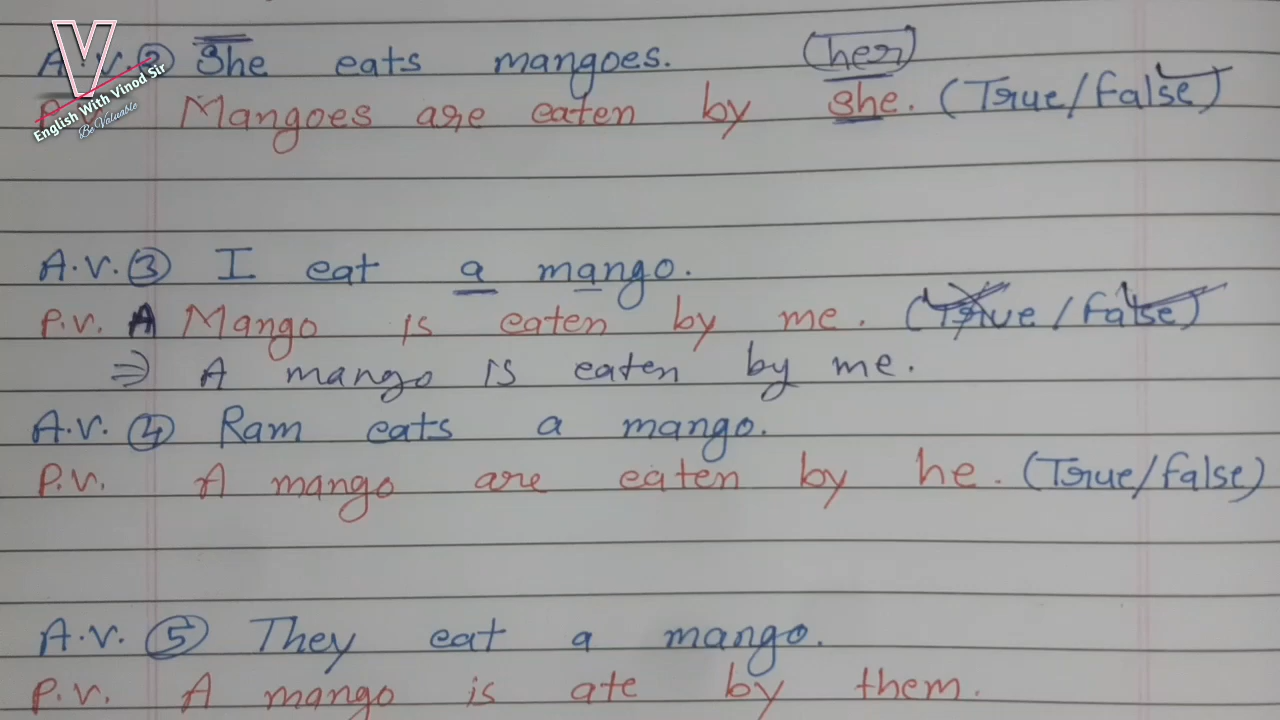 A.V. ② She eats mangoes. (her)
Mangoes are eaten by she. (True/False)
V
English With Vinod Sir
Be Valuable
A.V. ③ I eat a mango.
P.V. A Mango is eaten by me. (True/False)
⇒ A mango is eaten by me.
A.V. ④ Ram eats a mango.
P.V. A mango are eaten by he. (True/False)
A.V. ⑤ They eat a mango.
P.V. A mango is ate by them.